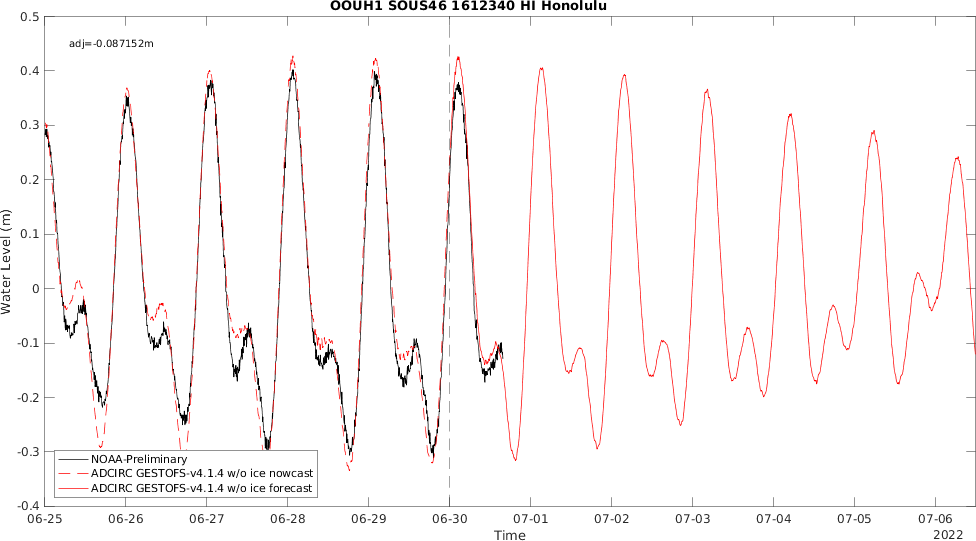 OOUH1 SOUS46 1612340 HI Honolulu
adj=-0.087152m
0.5
0.4
0.3
0.2
0.1
0
-0.1
-0.2
-0.3
-0.4
Water Level (m)
NOAA-Preliminary
ADCIRC GESTOFS-v4.1.4 w/o ice nowcast
ADCIRC GESTOFS-v4.1.4 w/o ice forecast
06-25 06-26 06-27 06-28 06-29 06-30 07-01 07-02 07-03 07-04 07-05 07-06
Time
2022